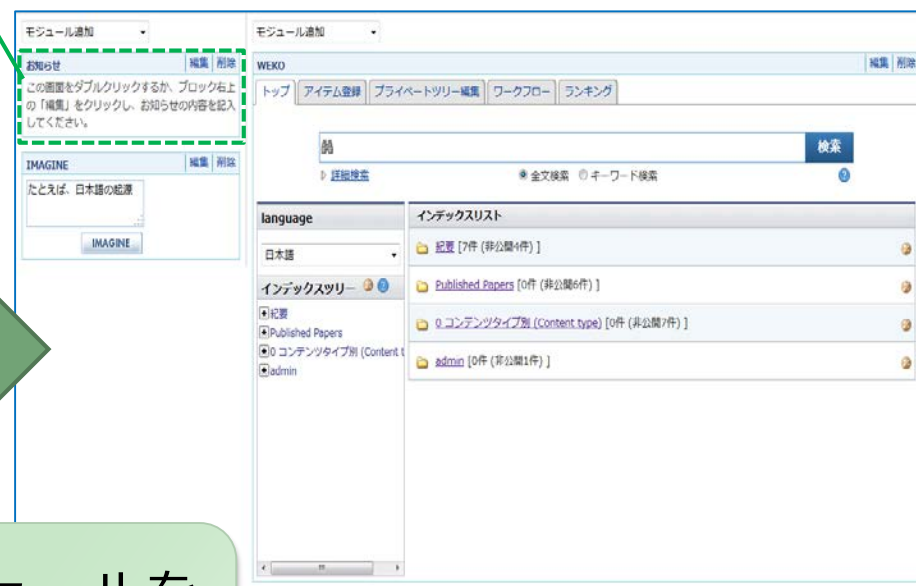 モジュール追加
お知らせ
編集 削除
この画面をダブルクリックするか、ブロック右上
の「編集」をクリックし、お知らせの内容を記入
してください。
IMAGINE
編集 削除
たとえば、日本語の起源
IMAGINE
モジュール追加
WEKO
編集 削除
トップ
アイテム登録
プライベートツリー編集
ワークフロー
ランキング
検索
詳細検索
全文検索 キーワード検索
language
日本語
インデックスツリー
紀要
Published Papers
0 コンテンツタイプ別 (Content t
admin
インデックスリスト
紀要 [7件 (非公開4件) ]
Published Papers [0件 (非公開6件) ]
0 コンテンツタイプ別 (Content type) [0件 (非公開7件) ]
admin [0件 (非公開1件) ]
ールを